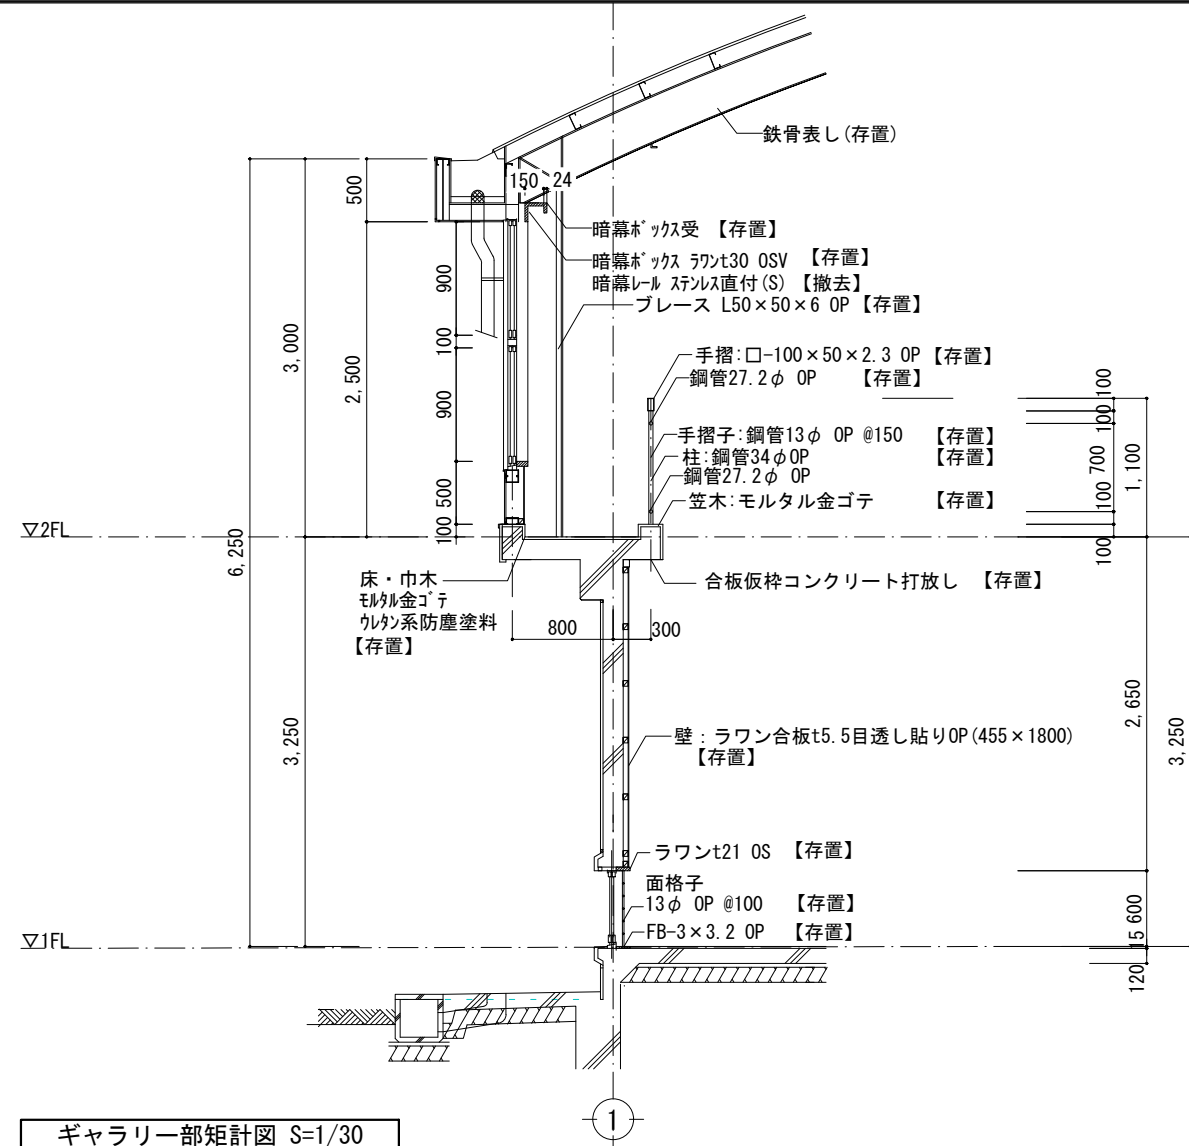 鉄骨表し(存置)
150 24
500
暗幕ボックス受 【存置】
暗幕ボックス ラワンt30 OSV 【存置】
暗幕レール ステンレス直付(S) 【撤去】
ブレース L50×50×6 OP 【存置】
900
100
900
500
100
3,000
2,500
6,250
手摺:口-100×50×2.3 OP 【存置】
鋼管27.2φ OP 【存置】
手摺子:鋼管13φ OP @150 【存置】
柱:鋼管34φOP 【存置】
鋼管27.2φ OP
笠木:モルタル金ゴテ 【存置】
100
100
700
100
100
1,100
▽2FL
床・巾木
モルタル金ゴテ
ウレタン系防塵塗料
【存置】
合板仮枠コンクリート打放し 【存置】
800
300
3,250
2,650
3,250
壁:ラワン合板t5.5目透し貼りOP(455×1800)
【存置】
ラワンt21 OS 【存置】
面格子
13φ OP @100 【存置】
FB-3×3.2 OP 【存置】
600
15
120
▽1FL
1
ギャラリー部矩計図 S=1/30